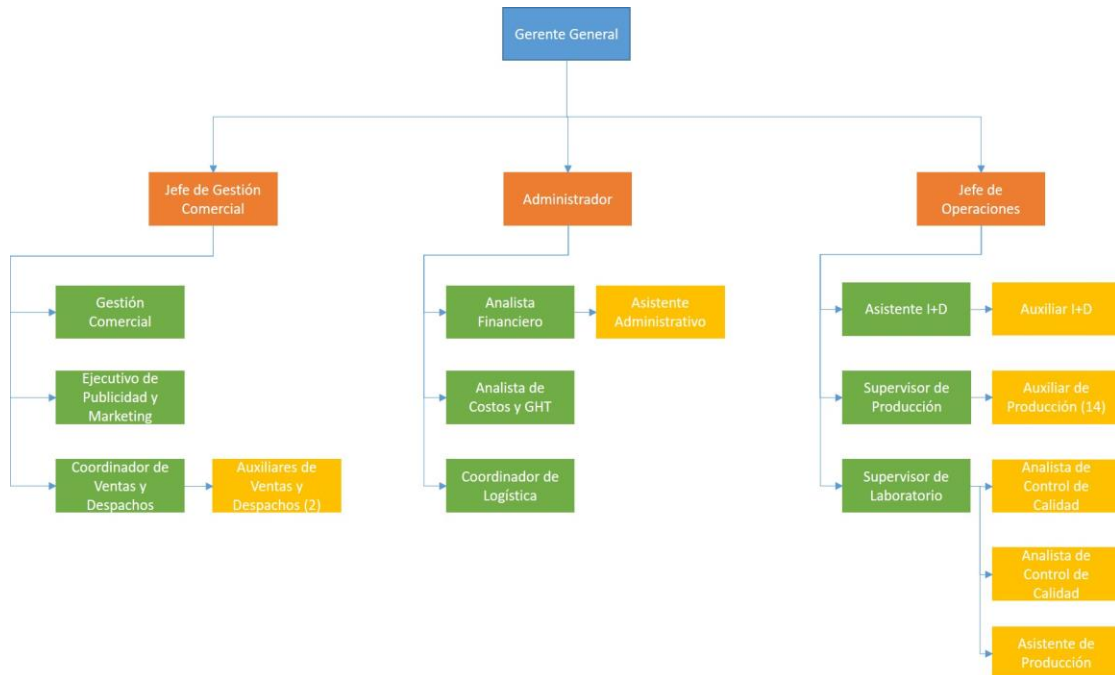 Gerente General
Jefe de Gestión
Comercial
Administrador
Jefe de
Operaciones
Gestión
Comercial
Analista
Financiero
Asistente
Administrativo
Asistente I+D
Auxiliar I+D
Ejecutivo de
Publicidad y
Marketing
Analista de
Costos y GHT
Supervisor de
Producción
Auxiliar de
Producción (14)
Coordinador de
Ventas y
Despachos
Auxiliares de
Ventas y
Despachos (2)
Coordinador de
Logística
Supervisor de
Laboratorio
Analista de
Control de
Calidad
Analista de
Control de
Calidad
Asistente de
Producción